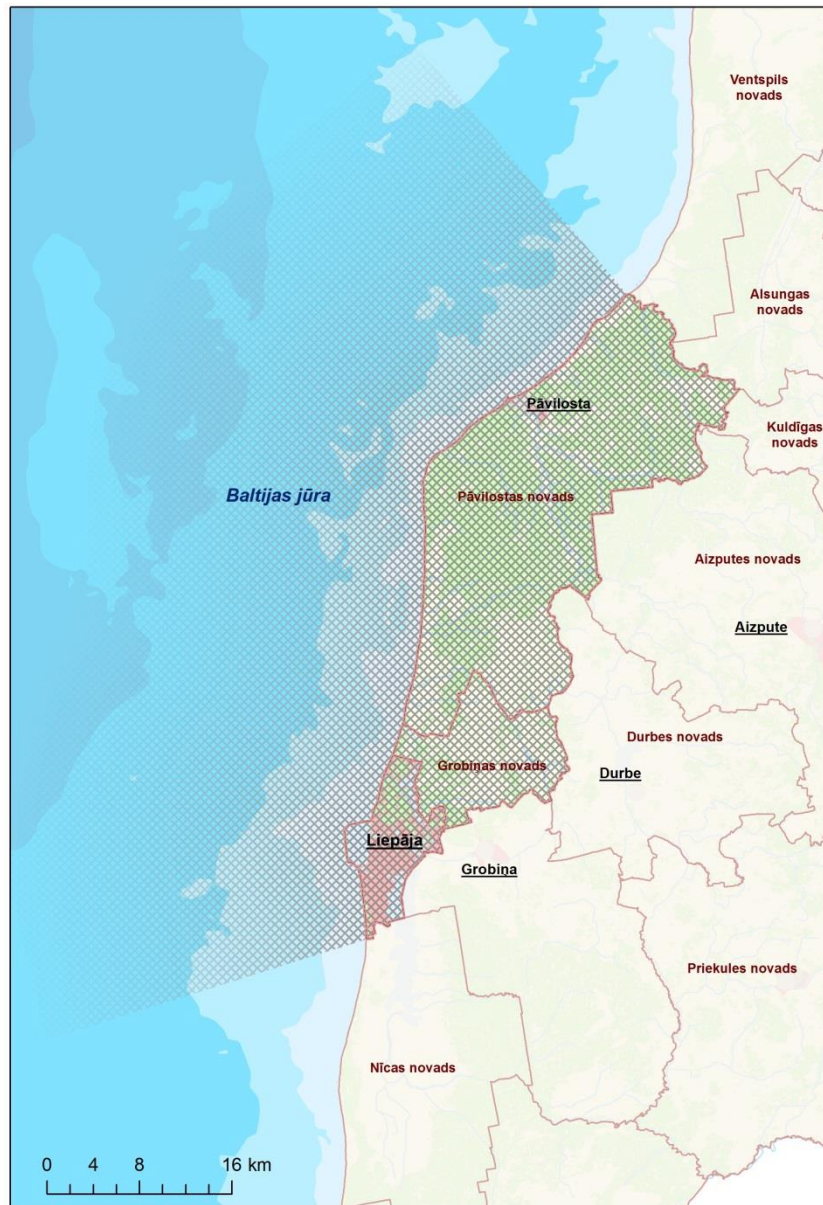 Ventspils
novads
Alsungas
novads
Pāvilosta
Kuldīgas
novads
Baltijas jūra
Pāvilostas novads
Aizputes novads
Aizpute
Durbes novads
Grobiņas novads
Durbe
Liepāja
Grobiņa
Priekules novads
Nīcas novads
0 4 8 16 km